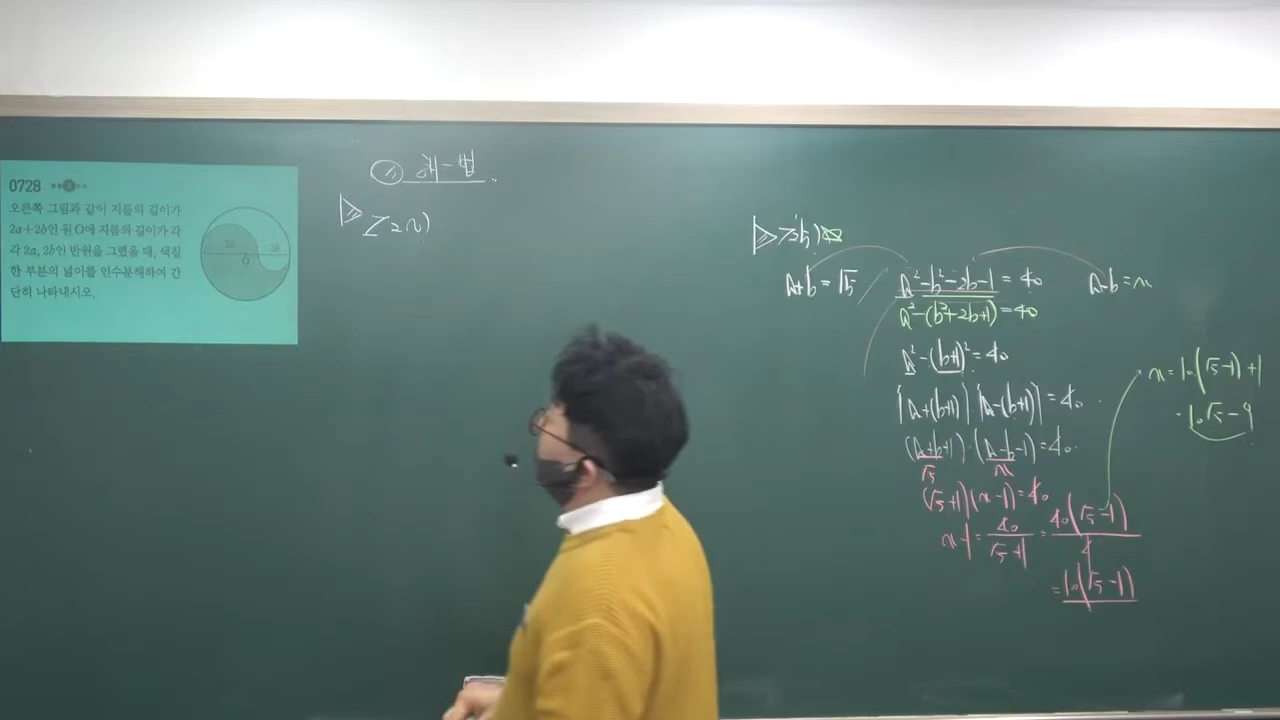 0728
오른쪽 그림과 같이 지름의 길이가
2a+2b인 원 O에 지름의 길이가 각
각 2a, 2b인 반원을 그렸을 때, 색칠
한 부분의 넓이를 인수분해하여 간
단히 나타내시오.
2a
2b
O
a+b=√5
a²-b²-2b-1=40
a-b=x
a²-(b²+2b+1)=40
a²-(b+1)²=40
{a+(b+1)}{a-(b+1)}=40
(a+b+1)(a-b-1)=40
√5 x
(√5+1)(x-1)=40
x-1=40/(√5+1)=40(√5-1)/4
=10(√5-1)
x=10(√5-1)+1
10√5-9